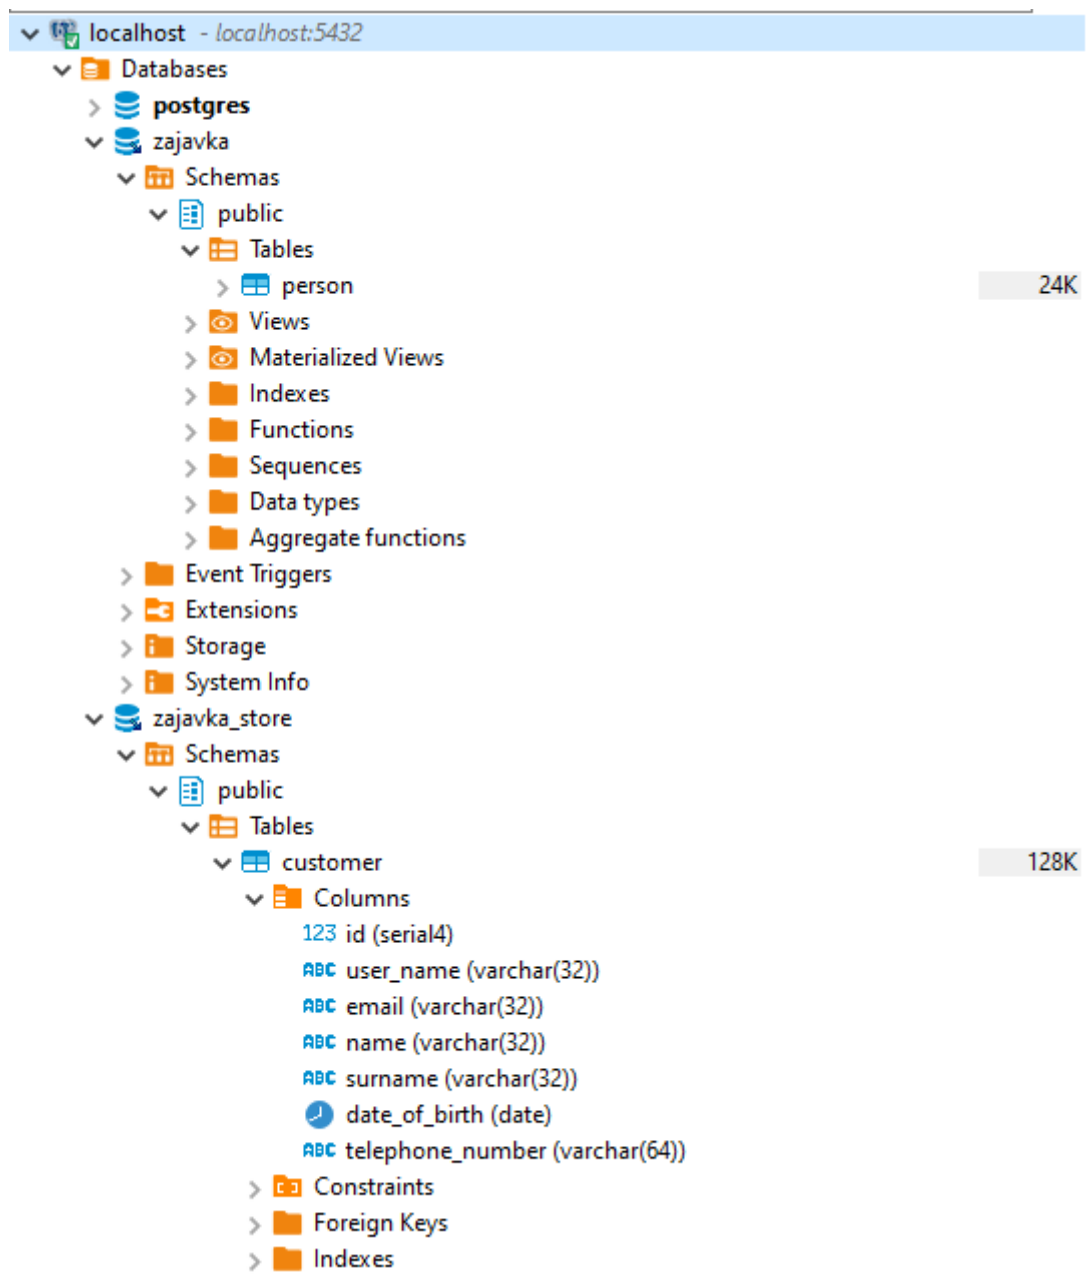 localhost - localhost:5432
Databases
postgres
zajavka
Schemas
public
Tables
person 24K
Views
Materialized Views
Indexes
Functions
Sequences
Data types
Aggregate functions
Event Triggers
Extensions
Storage
System Info
zajavka_store
Schemas
public
Tables
customer 128K
Columns
123 id (serial4)
ABC user_name (varchar(32))
ABC email (varchar(32))
ABC name (varchar(32))
ABC surname (varchar(32))
date_of_birth (date)
ABC telephone_number (varchar(64))
Constraints
Foreign Keys
Indexes